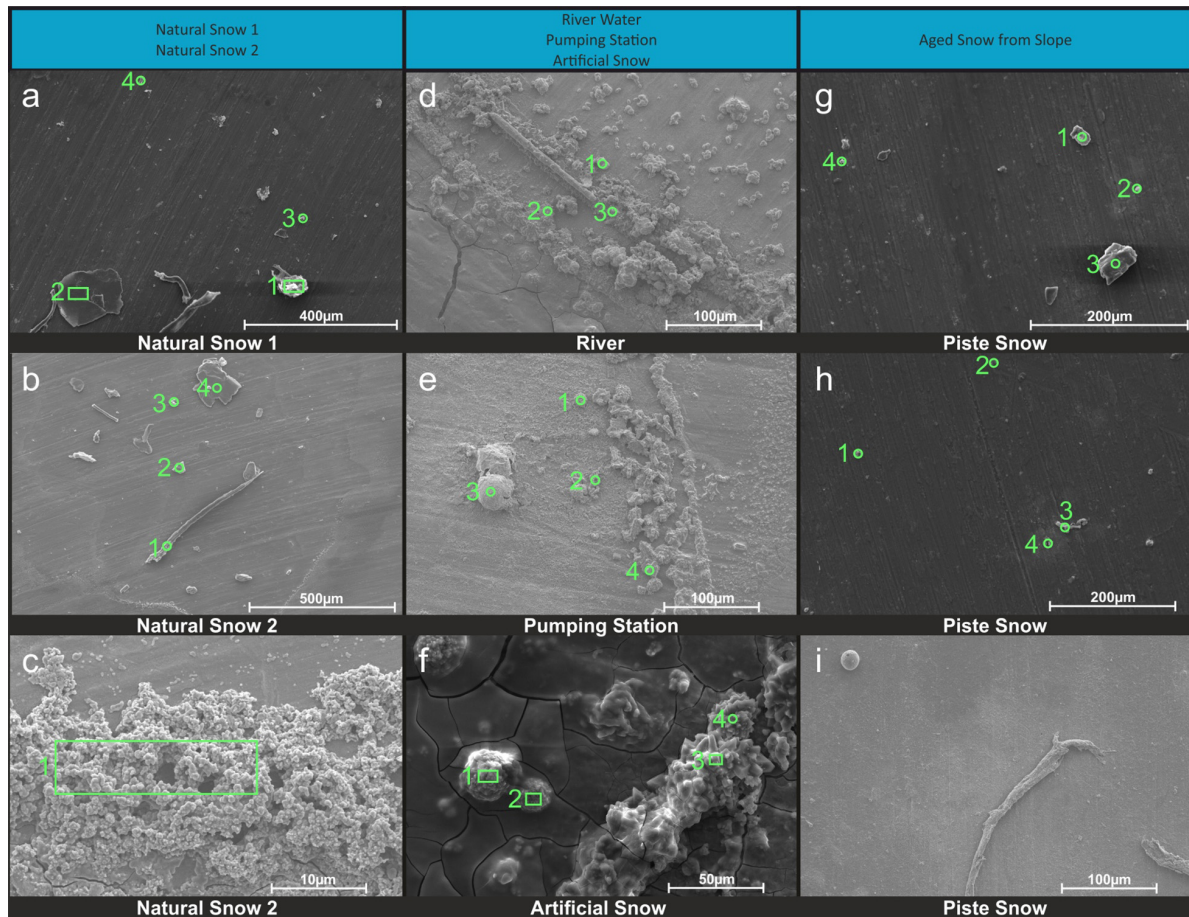 Natural Snow 1
Natural Snow 2
River Water
Pumping Station
Artificial Snow
Aged Snow from Slope
a
4
3
2
1
400µm
Natural Snow 1
d
1
2
3
100µm
River
g
1
4
2
3
200µm
Piste Snow
b
4
3
2
1
500µm
Natural Snow 2
e
1
2
3
4
100µm
Pumping Station
h
2
1
3
4
200µm
Piste Snow
c
1
10µm
Natural Snow 2
f
4
3
1
2
50µm
Artificial Snow
i
100µm
Piste Snow